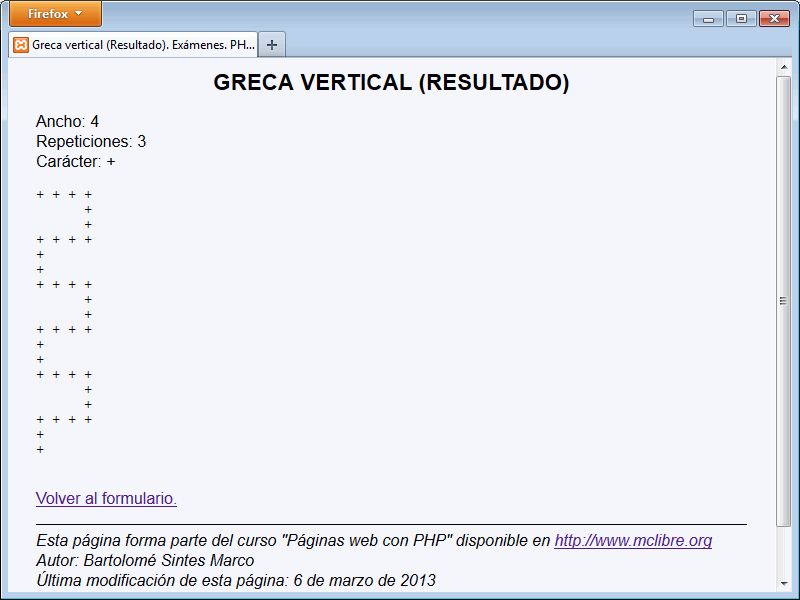 Firefox
Greca vertical (Resultado). Exámenes. PH...
GRECA VERTICAL (RESULTADO)
Ancho: 4
Repeticiones: 3
Carácter: +
+ + + +
      +
      +
+ + + +
+
+
+ + + +
      +
      +
+ + + +
+
+
+ + + +
      +
      +
+ + + +
+
+
Volver al formulario.
Esta página forma parte del curso "Páginas web con PHP" disponible en http://www.mclibre.org
Autor: Bartolomé Sintes Marco
Última modificación de esta página: 6 de marzo de 2013